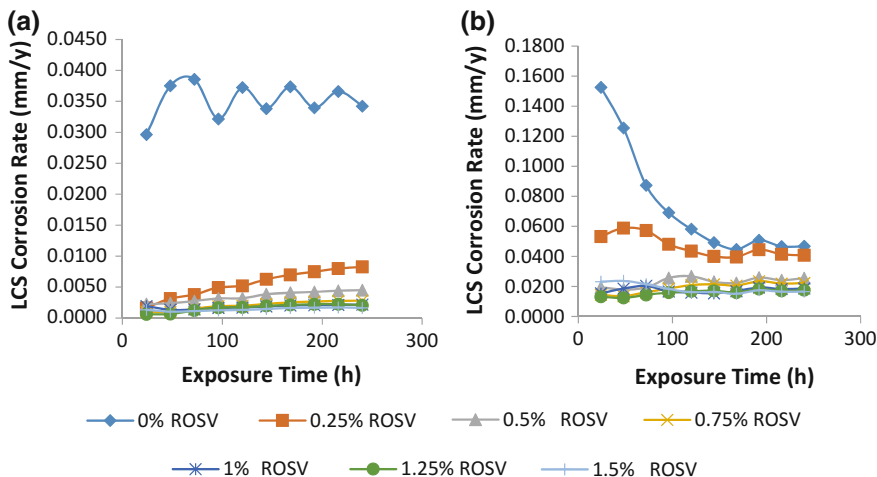 (a)
LCS Corrosion Rate (mm/y)
0.0450
0.0400
0.0350
0.0300
0.0250
0.0200
0.0150
0.0100
0.0050
0.0000
0 100 200 300
Exposure Time (h)
(b)
LCS Corrosion Rate (mm/y)
0.1800
0.1600
0.1400
0.1200
0.1000
0.0800
0.0600
0.0400
0.0200
0.0000
0 100 200 300
Exposure Time (h)
0% ROSV 0.25% ROSV 0.5% ROSV 0.75% ROSV
1% ROSV 1.25% ROSV 1.5% ROSV